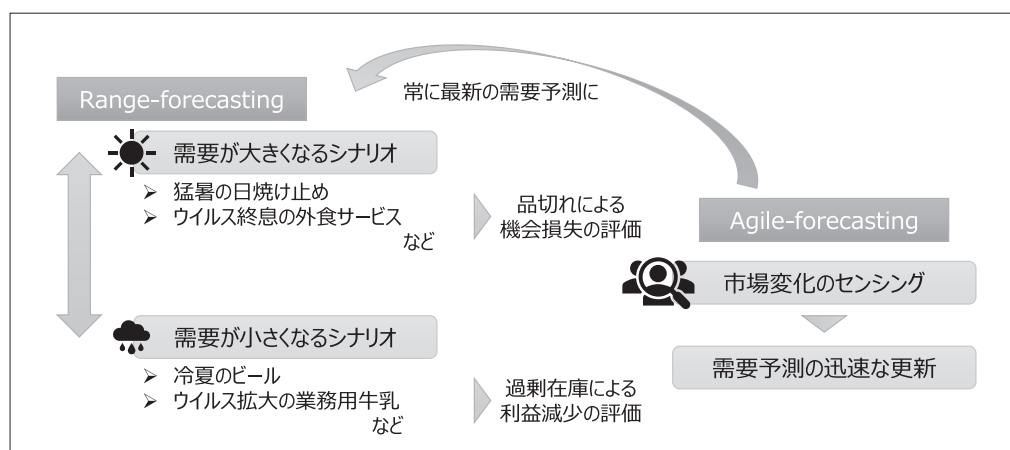 常に最新の需要予測に
Range-forecasting
需要が大きくなるシナリオ
➢ 猛暑の日焼け止め
➢ ウイルス終息の外食サービス
など
品切れによる
機会損失の評価
Agile-forecasting
市場変化のセンシング
需要予測の迅速な更新
需要が小さくなるシナリオ
➢ 冷夏のビール
➢ ウイルス拡大の業務用牛乳
など
過剰在庫による
利益減少の評価